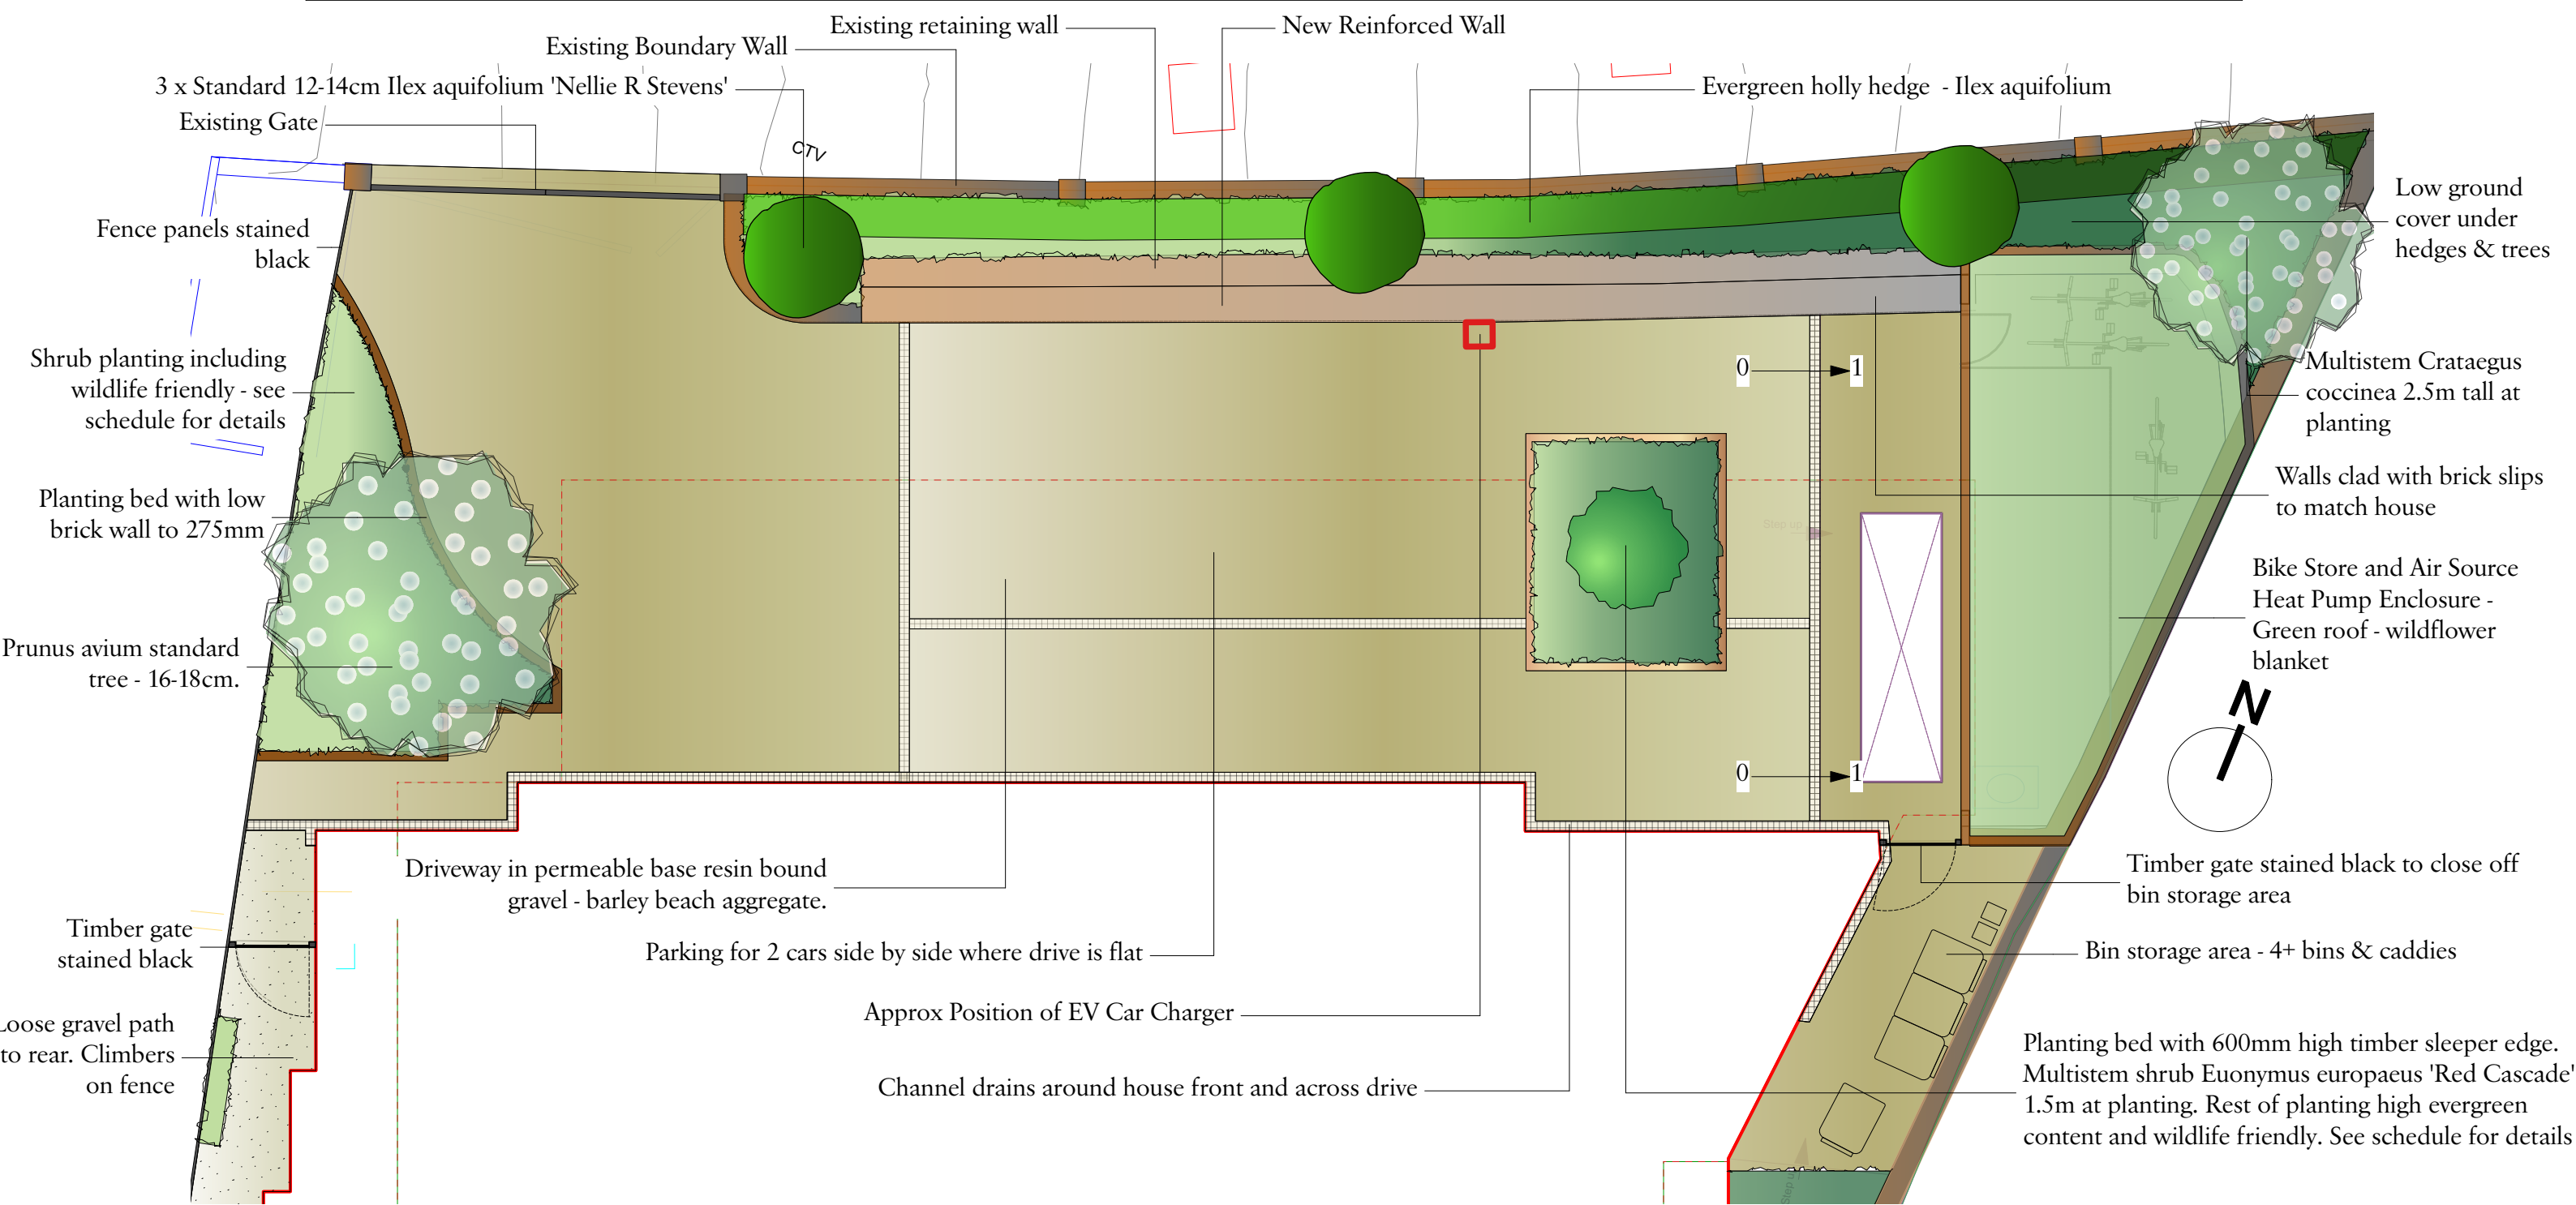 Existing retaining wall
New Reinforced Wall
Existing Boundary Wall
3 x Standard 12-14cm Ilex aquifolium 'Nellie R Stevens'
Evergreen holly hedge - Ilex aquifolium
Existing Gate
CTV
Low ground
cover under
hedges & trees
Fence panels stained
black
Shrub planting including
wildlife friendly - see
schedule for details
0
1
Multistem Crataegus
coccinea 2.5m tall at
planting
Planting bed with low
brick wall to 275mm
Walls clad with brick slips
to match house
Step up
Bike Store and Air Source
Heat Pump Enclosure -
Green roof - wildflower
blanket
Prunus avium standard
tree - 16-18cm.
N
0
1
Driveway in permeable base resin bound
gravel - barley beach aggregate.
Timber gate stained black to close off
bin storage area
Timber gate
stained black
Parking for 2 cars side by side where drive is flat
Bin storage area - 4+ bins & caddies
Approx Position of EV Car Charger
Loose gravel path
to rear. Climbers
on fence
Channel drains around house front and across drive
Planting bed with 600mm high timber sleeper edge.
Multistem shrub Euonymus europaeus 'Red Cascade'
1.5m at planting. Rest of planting high evergreen
content and wildlife friendly. See schedule for details
Step up